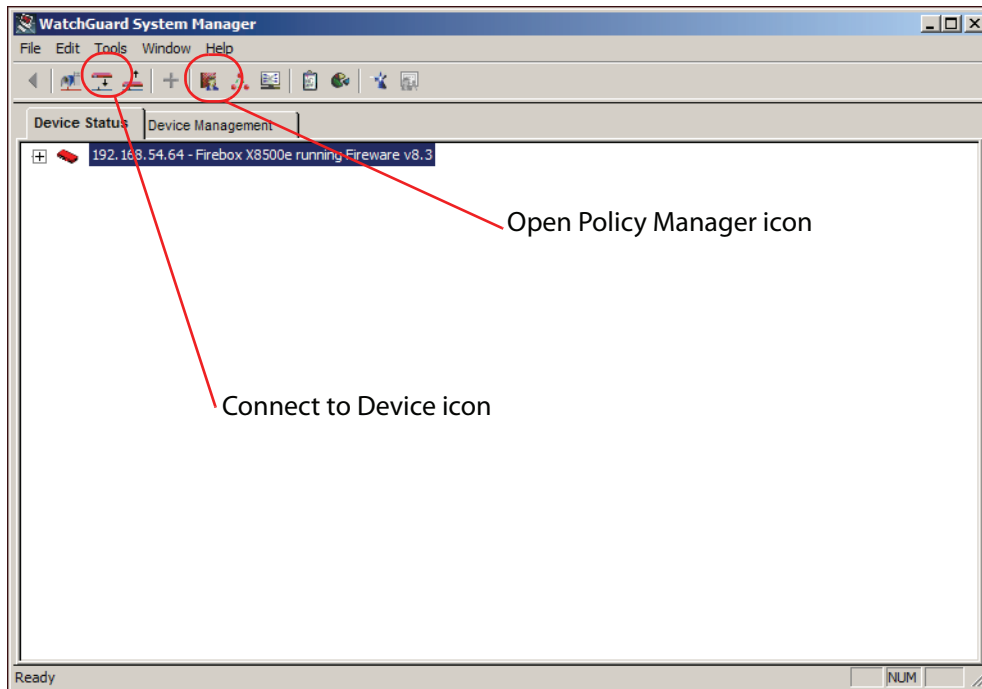 WatchGuard System Manager
File Edit Tools Window Help
Device Status Device Management
192.168.54.64 - Firebox X8500e running Fireware v8.3
Open Policy Manager icon
Connect to Device icon
Ready NUM